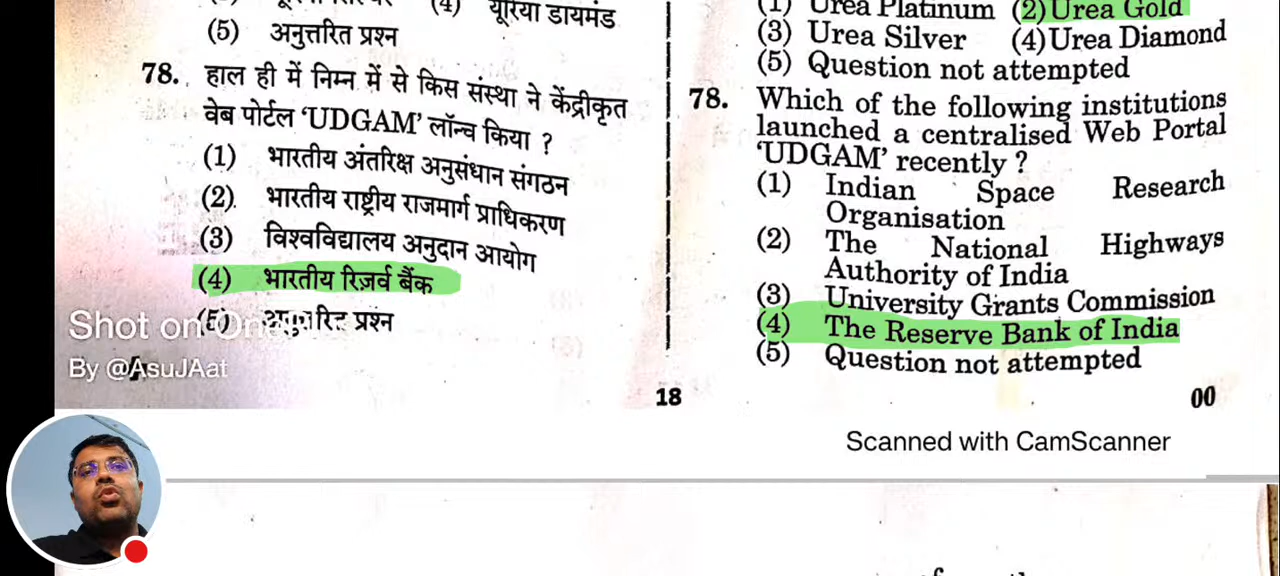 (4) यूरिया डायमंड
(5) अनुत्तरित प्रश्न
78. हाल ही में निम्न में से किस संस्था ने केंद्रीकृत
वेब पोर्टल ‘UDGAM’ लॉन्च किया ?
(1) भारतीय अंतरिक्ष अनुसंधान संगठन
(2) भारतीय राष्ट्रीय राजमार्ग प्राधिकरण
(3) विश्वविद्यालय अनुदान आयोग
(4) भारतीय रिज़र्व बैंक
(5) अनुत्तरित प्रश्न
Shot on
By @AsuJAat
(1) Urea Platinum (2) Urea Gold
(3) Urea Silver (4) Urea Diamond
(5) Question not attempted
78. Which of the following institutions
launched a centralised Web Portal
‘UDGAM’ recently ?
(1) Indian Space Research
Organisation
(2) The National Highways
Authority of India
(3) University Grants Commission
(4) The Reserve Bank of India
(5) Question not attempted
18
00
Scanned with CamScanner